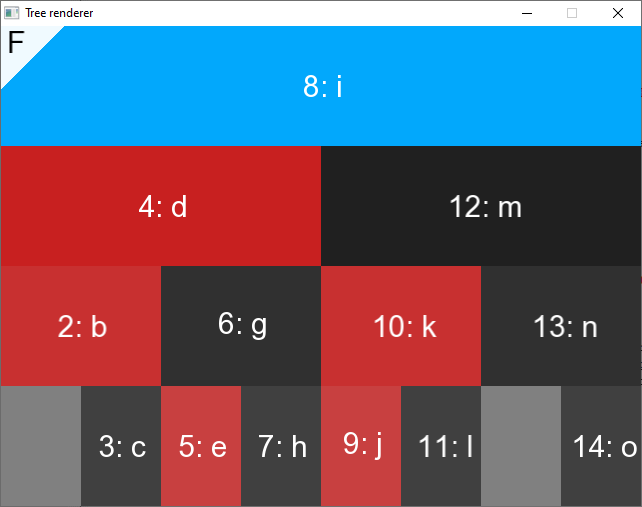 Tree renderer
F
8: i
4: d
12: m
2: b
6: g
10: k
13: n
3: c
5: e
7: h
9: j
11: l
14: o